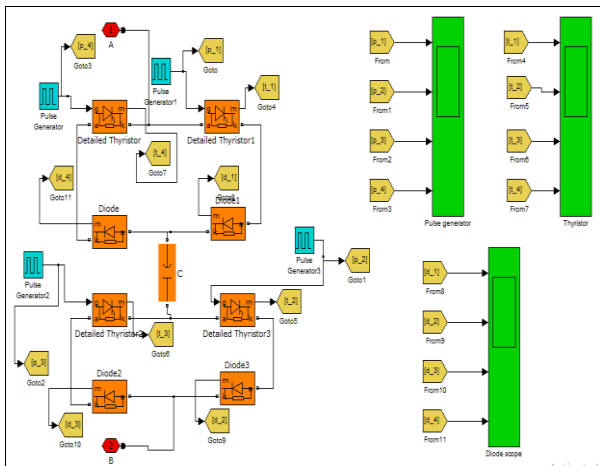 1
A
[p_4]
Goto3
[p_1]
Goto
[t_1]
Goto4
Pulse
Generator
Pulse
Generator1
g m
a k
Detailed Thyristor
g m
a k
Detailed Thyristor1
[t_4]
Goto7
[d_4]
Goto11
[d_1]
Goto8
m
k a
Diode
m
k a
Diode1
C
Pulse
Generator2
Pulse
Generator3
[p_2]
Goto1
g m
a k
Detailed Thyristor2
g m
a k
Detailed Thyristor3
[t_2]
Goto5
[t_3]
Goto6
[p_3]
Goto2
Diode2
m
k a
Diode3
m
k a
[d_3]
Goto10
[d_2]
Goto9
2
B
[p_1]
From
[p_2]
From1
[p_3]
From2
[p_4]
From3
Pulse generator
[t_1]
From4
[t_2]
From5
[t_3]
From6
[t_4]
From7
Thyristor
[d_1]
From8
[d_2]
From9
[d_3]
From10
[d_4]
From11
Diode scope